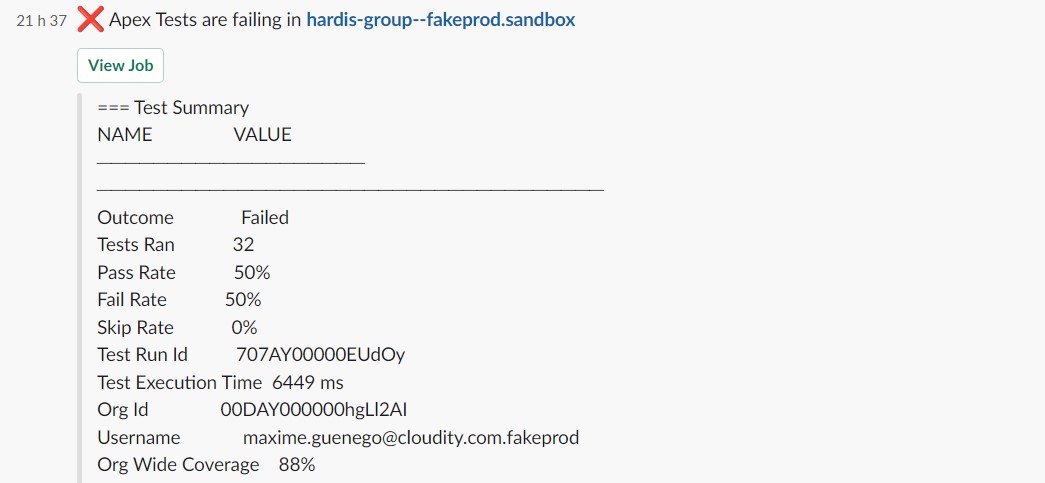 21 h 37 ❌ Apex Tests are failing in hardis-group--fakeprod.sandbox
View Job
=== Test Summary
NAME VALUE
Outcome Failed
Tests Ran 32
Pass Rate 50%
Fail Rate 50%
Skip Rate 0%
Test Run Id 707AY00000EUdOy
Test Execution Time 6449 ms
Org Id 00DAY000000hgLI2AI
Username maxime.guenego@cloudity.com.fakeprod
Org Wide Coverage 88%